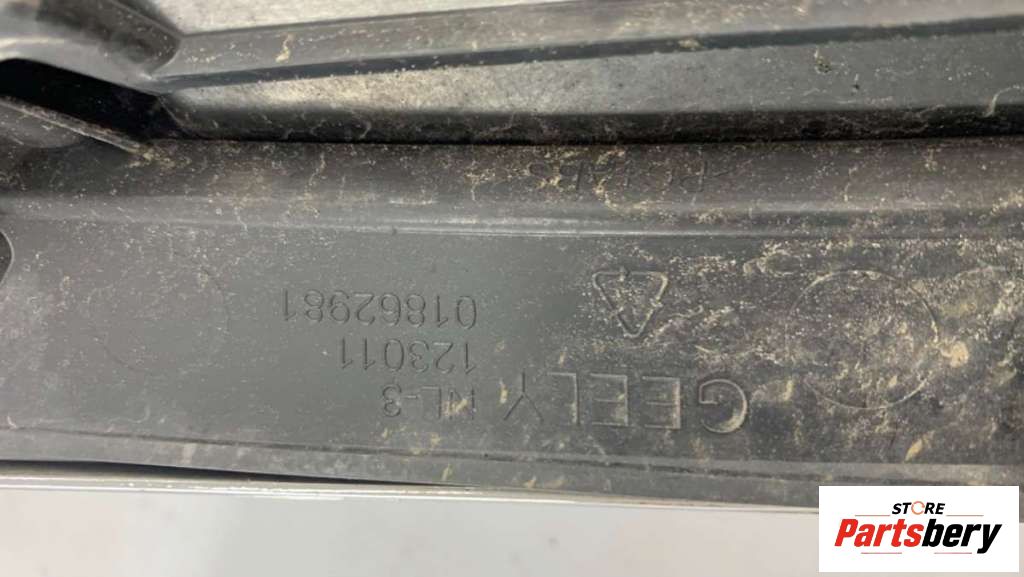 GEELY NL-3
123011
01862981
STORE
Partsbery